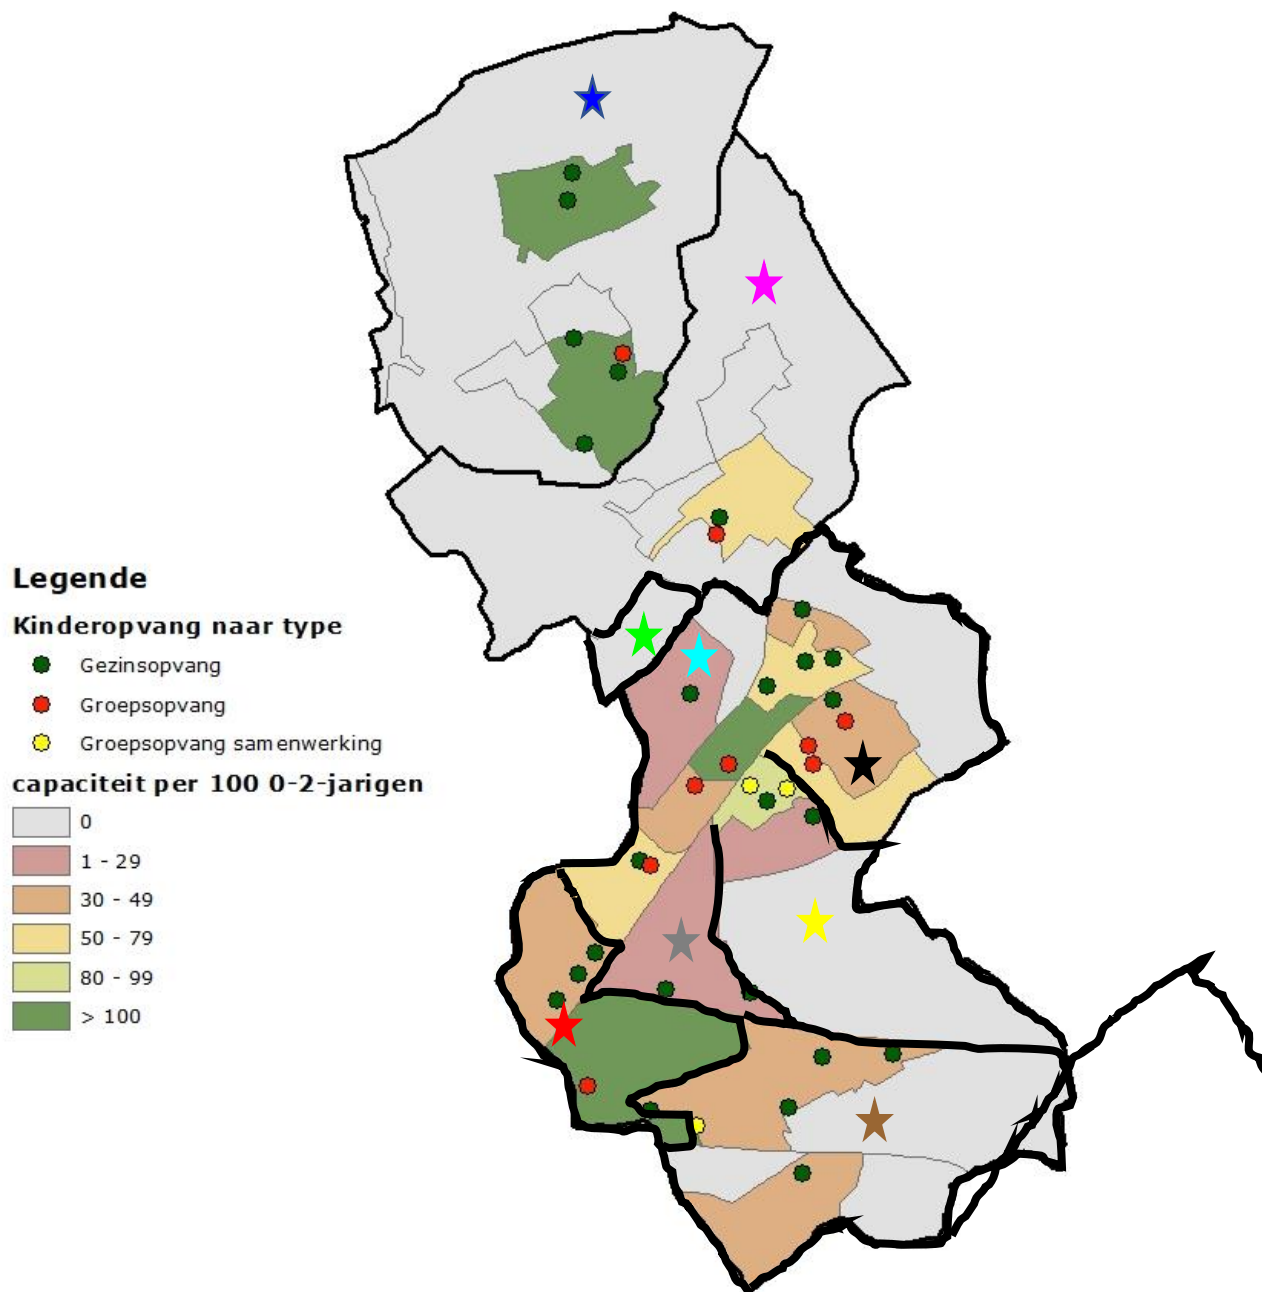 Legende
Kinderopvang naar type
Gezinsopvang
Groepsopvang
Groepsopvang samenwerking
capaciteit per 100 0-2-jarigen
0
1 - 29
30 - 49
50 - 79
80 - 99
> 100